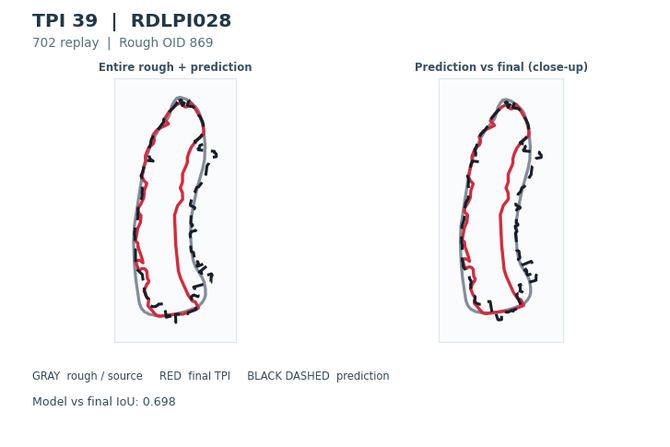 TPI 39 | RDLPI028
702 replay | Rough OID 869
Entire rough + prediction
Prediction vs final (close-up)
GRAY rough / source RED final TPI BLACK DASHED prediction
Model vs final IoU: 0.698